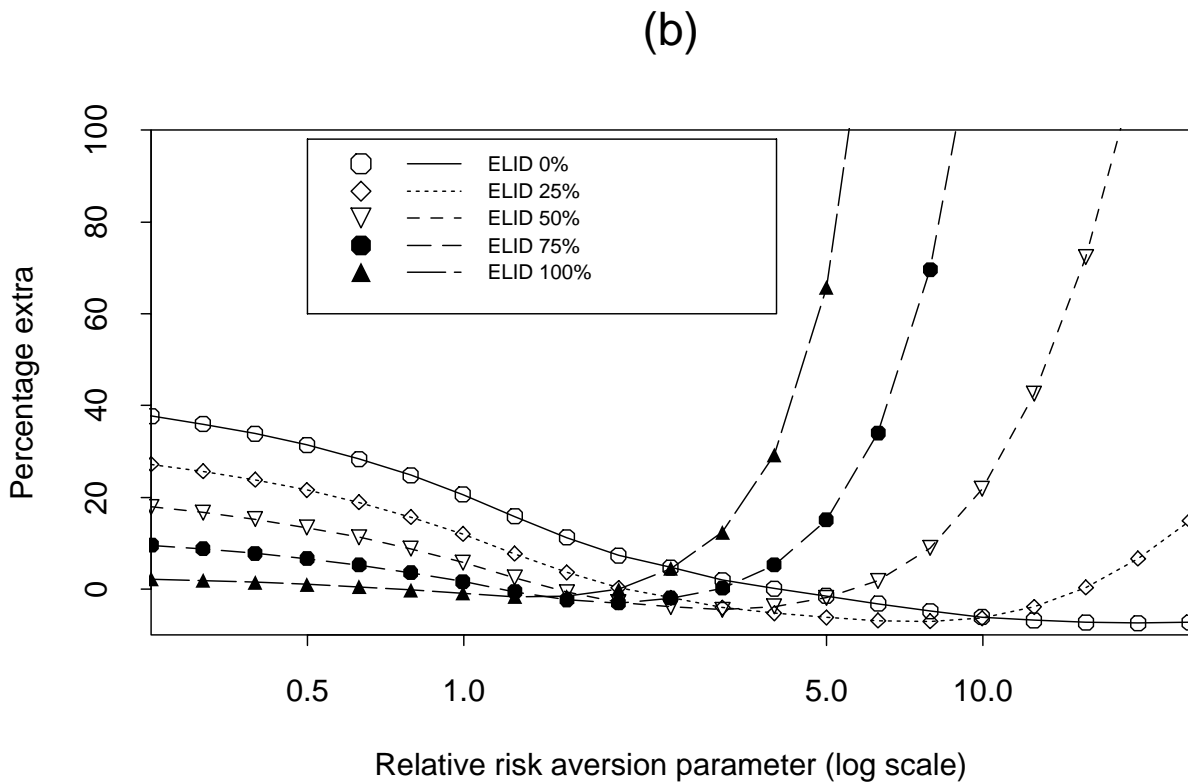 (b)
Percentage extra
100
80
60
40
20
0
ELID 0%
ELID 25%
ELID 50%
ELID 75%
ELID 100%
0.5 1.0 5.0 10.0
Relative risk aversion parameter (log scale)